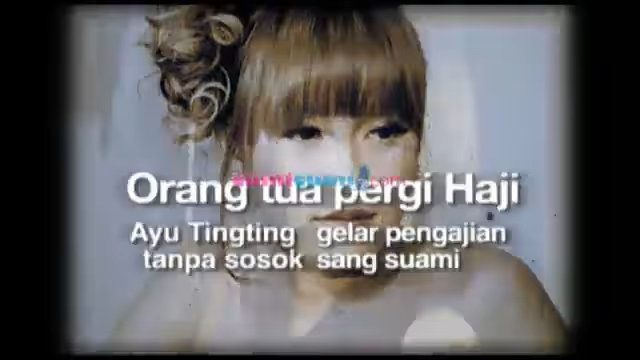 Orang tua pergi Haji
Ayu Tingting gelar pengajian
tanpa sosok sang suami